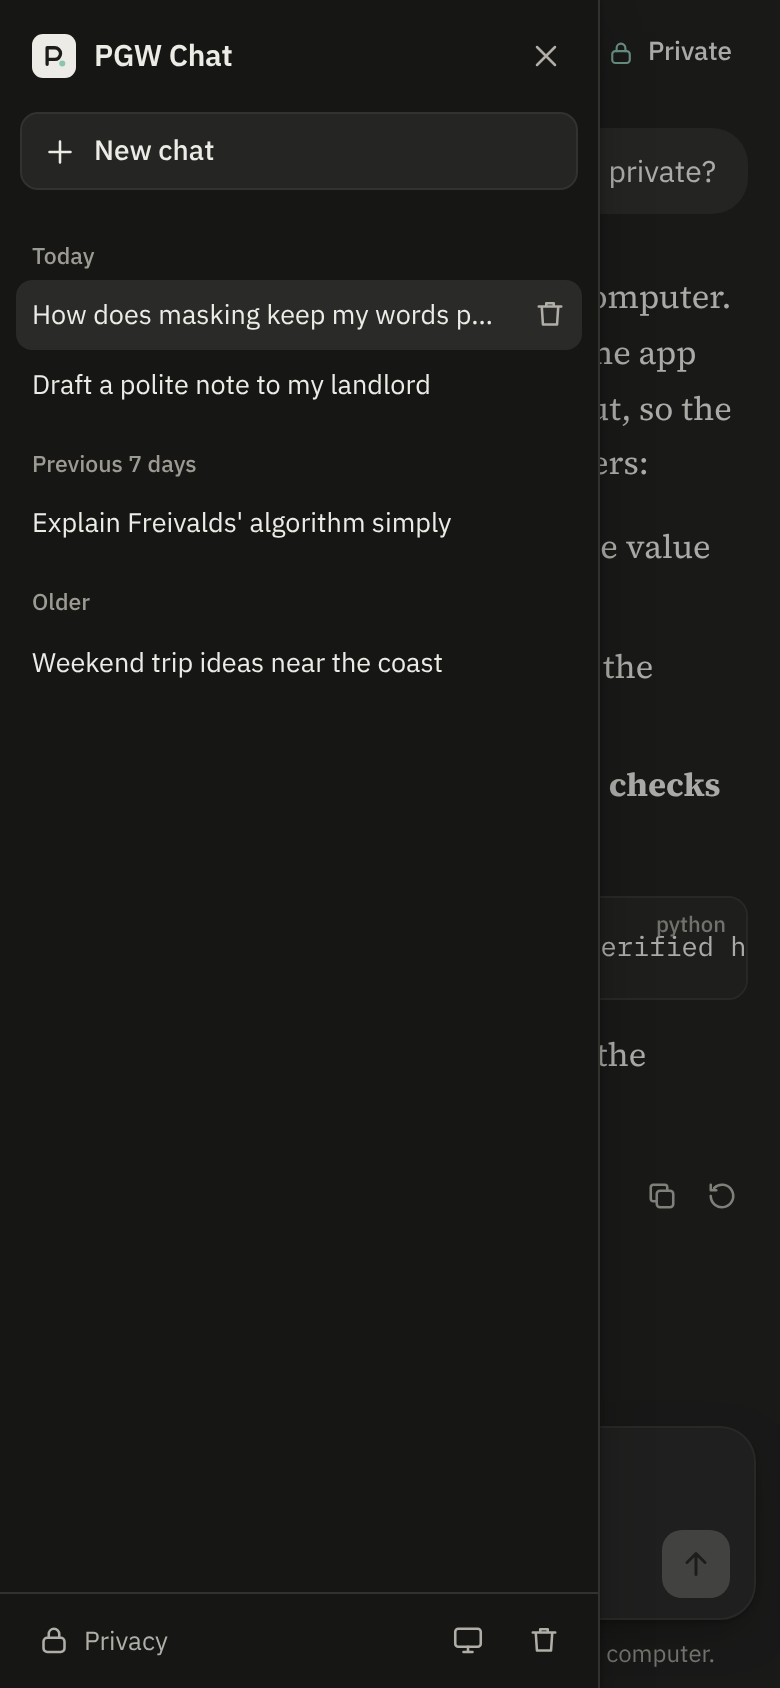 P.
PGW Chat
Private
New chat
private?
Today
How does masking keep my words p...
Draft a polite note to my landlord
Previous 7 days
Explain Freivalds' algorithm simply
Older
Weekend trip ideas near the coast
omputer.
he app
ut, so the
ers:
e value
the
checks
python
erified h
the
Privacy
computer.